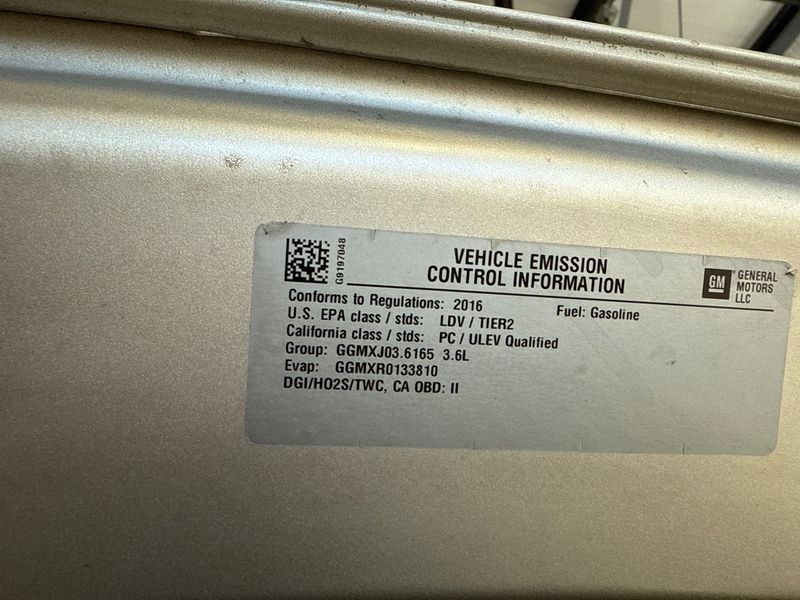 G9197048
VEHICLE EMISSION
CONTROL INFORMATION
GM
GENERAL
MOTORS
LLC
Conforms to Regulations: 2016 Fuel: Gasoline
U.S. EPA class / stds: LDV / TIER2
California class / stds: PC / ULEV Qualified
Group: GGMXJ03.6165 3.6L
Evap: GGMXR0133810
DGI/HO2S/TWC, CA OBD: II